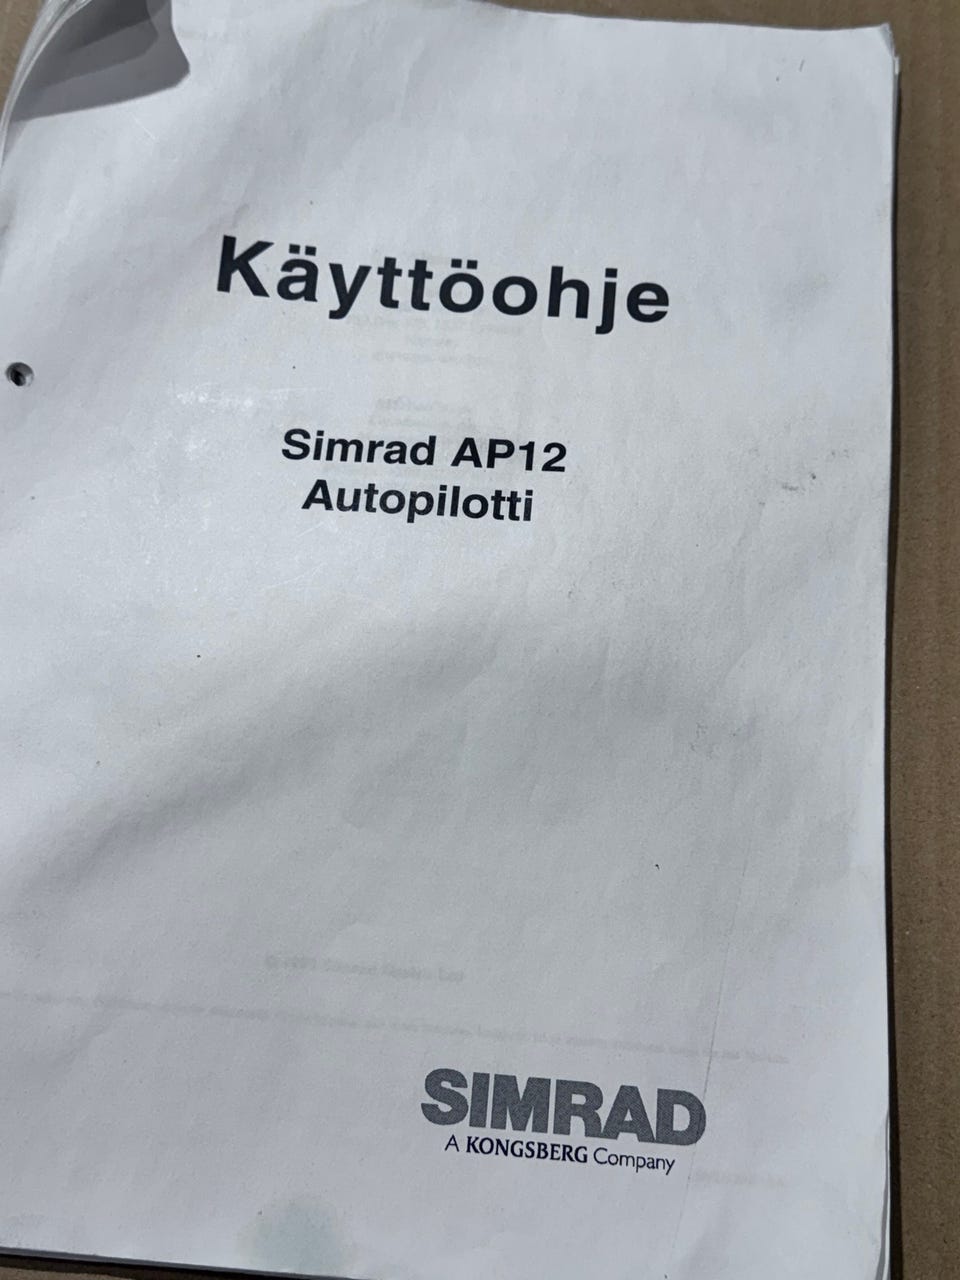 Käyttöohje
Simrad AP12
Autopilotti
SIMRAD
A KONGSBERG Company